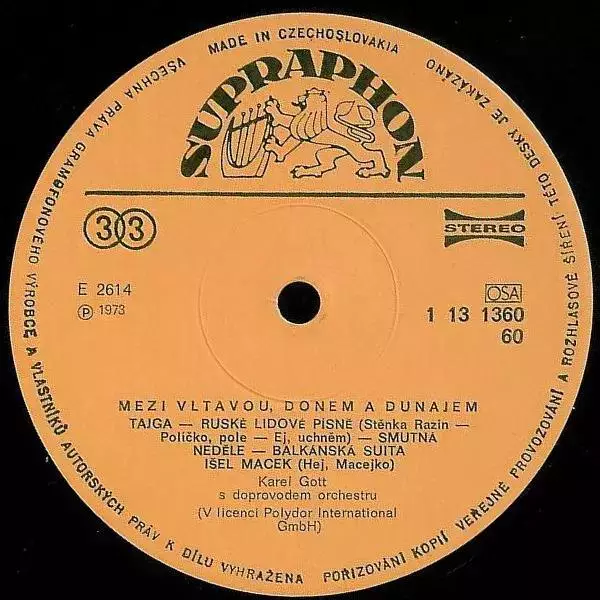 MADE IN CZECHOSLOVAKIA
SUPRAPHON
VŠECHNA PRÁVA GRAMOFONOVÉHO VÝROBCE A VLASTNÍKŮ AUTORSKÝCH PRÁV K DÍLU VYHRAŽENA
POŘIZOVÁNÍ KOPIÍ VEŘEJNÉ PROVOZOVÁNÍ A ROZHLASOVÉ ŠÍŘENÍ TÉTO DESKY JE ZAKÁZÁNO
33
STEREO
E 2614
Ⓟ 1973
OSA
1 13 1360
60
MEZI VLTAVOU, DONEM A DUNAJEM
TAJGA — RUSKÉ LIDOVÉ PÍSNĚ (Stěnka Razin —
Políčko, pole — Ej, uchněm) — SMUTNÁ
NEDĚLE — BALKÁNSKÁ SUITA
IŠEL MACEK (Hej, Macejko)
Karel Gott
s doprovodem orchestru
(V licenci Polydor International
GmbH)